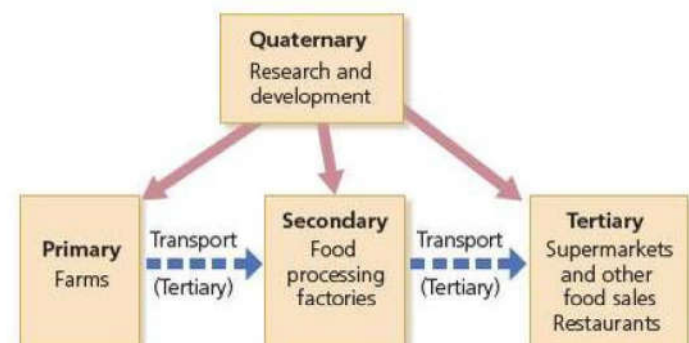 Quaternary
Research and
development
Primary
Farms
Transport
(Tertiary)
Secondary
Food
processing
factories
Transport
(Tertiary)
Tertiary
Supermarkets
and other
food sales
Restaurants